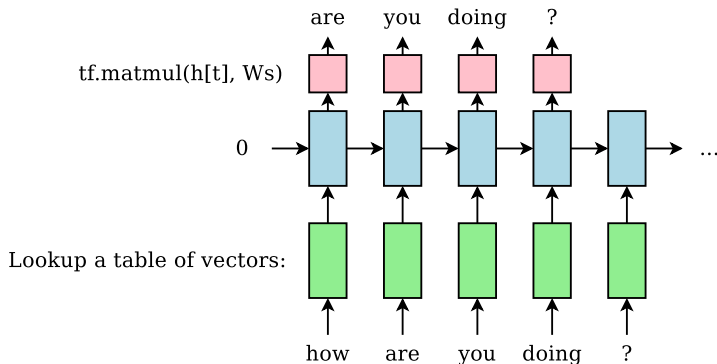 are you doing ?
tf.matmul(h[t], Ws)
0 ...
Lookup a table of vectors:
how are you doing ?